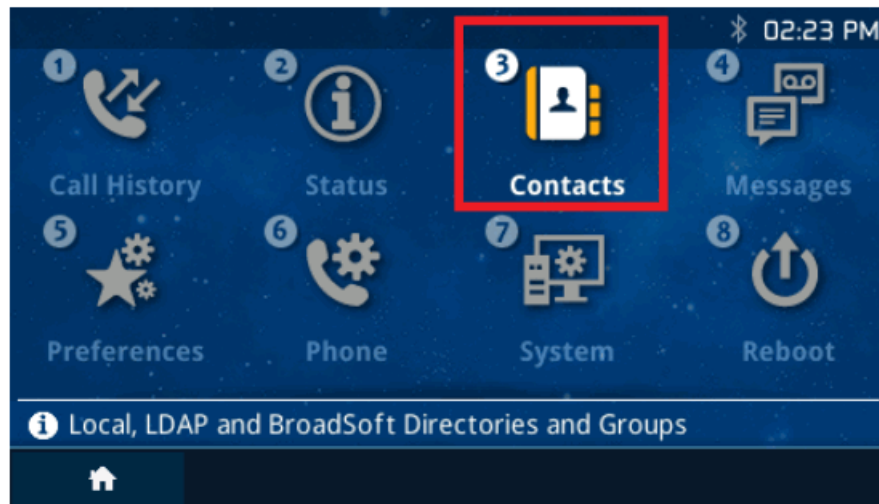 02:23 PM
1 2 3 4
Call History Status Contacts Messages
5 6 7 8
Preferences Phone System Reboot
i Local, LDAP and BroadSoft Directories and Groups